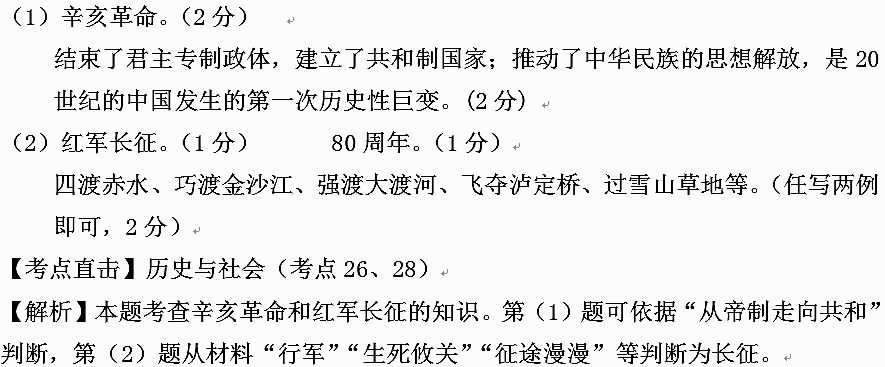 （1）辛亥革命。（2 分）
结束了君主专制政体，建立了共和制国家；推动了中华民族的思想解放，是 20
世纪的中国发生的第一次历史性巨变。(2 分)
（2）红军长征。（1 分） 80 周年。（1 分）
四渡赤水、巧渡金沙江、强渡大渡河、飞夺泸定桥、过雪山草地等。（任写两例
即可，2 分）
【考点直击】历史与社会（考点 26、28）
【解析】本题考查辛亥革命和红军长征的知识。第（1）题可依据“从帝制走向共和”
判断，第（2）题从材料“行军”“生死攸关”“征途漫漫”等判断为长征。